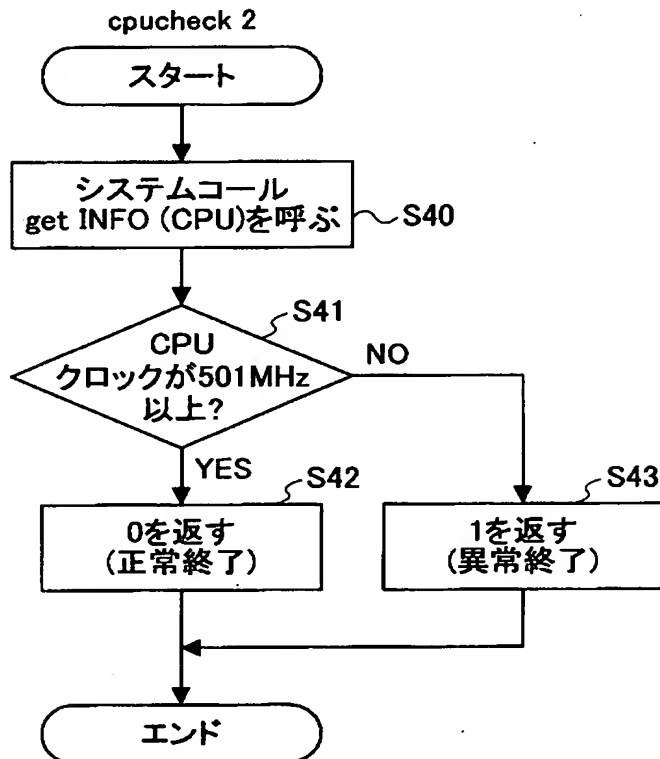 cpucheck 2
スタート
システムコール
get INFO (CPU)を呼ぶ
S40
S41
CPU
クロックが501MHz
以上?
NO
YES
S42
S43
0を返す
(正常終了)
1を返す
(異常終了)
エンド